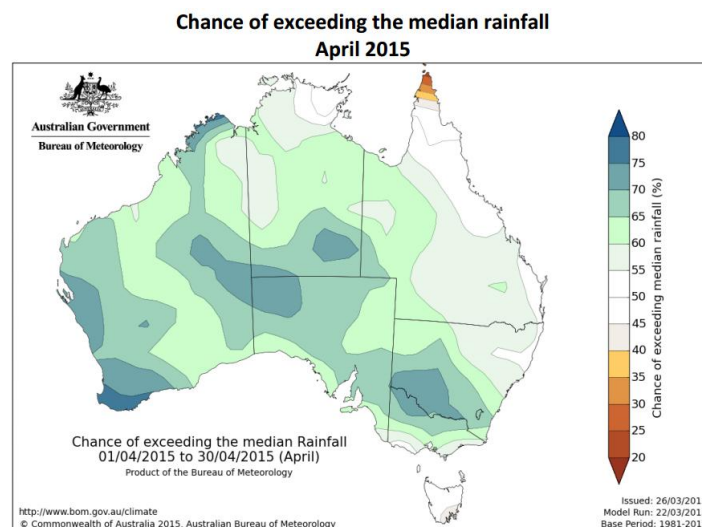 Chance of exceeding the median rainfall
April 2015
Australian Government
Bureau of Meteorology
80
75
70
65
60
55
50
45
40
35
30
25
20
Chance of exceeding median rainfall (%)
Chance of exceeding the median Rainfall
01/04/2015 to 30/04/2015 (April)
Product of the Bureau of Meteorology
http://www.bom.gov.au/climate
© Commonwealth of Australia 2015, Australian Bureau of Meteorology
Issued: 26/03/201
Model Run: 22/03/201
Base Period: 1981-201